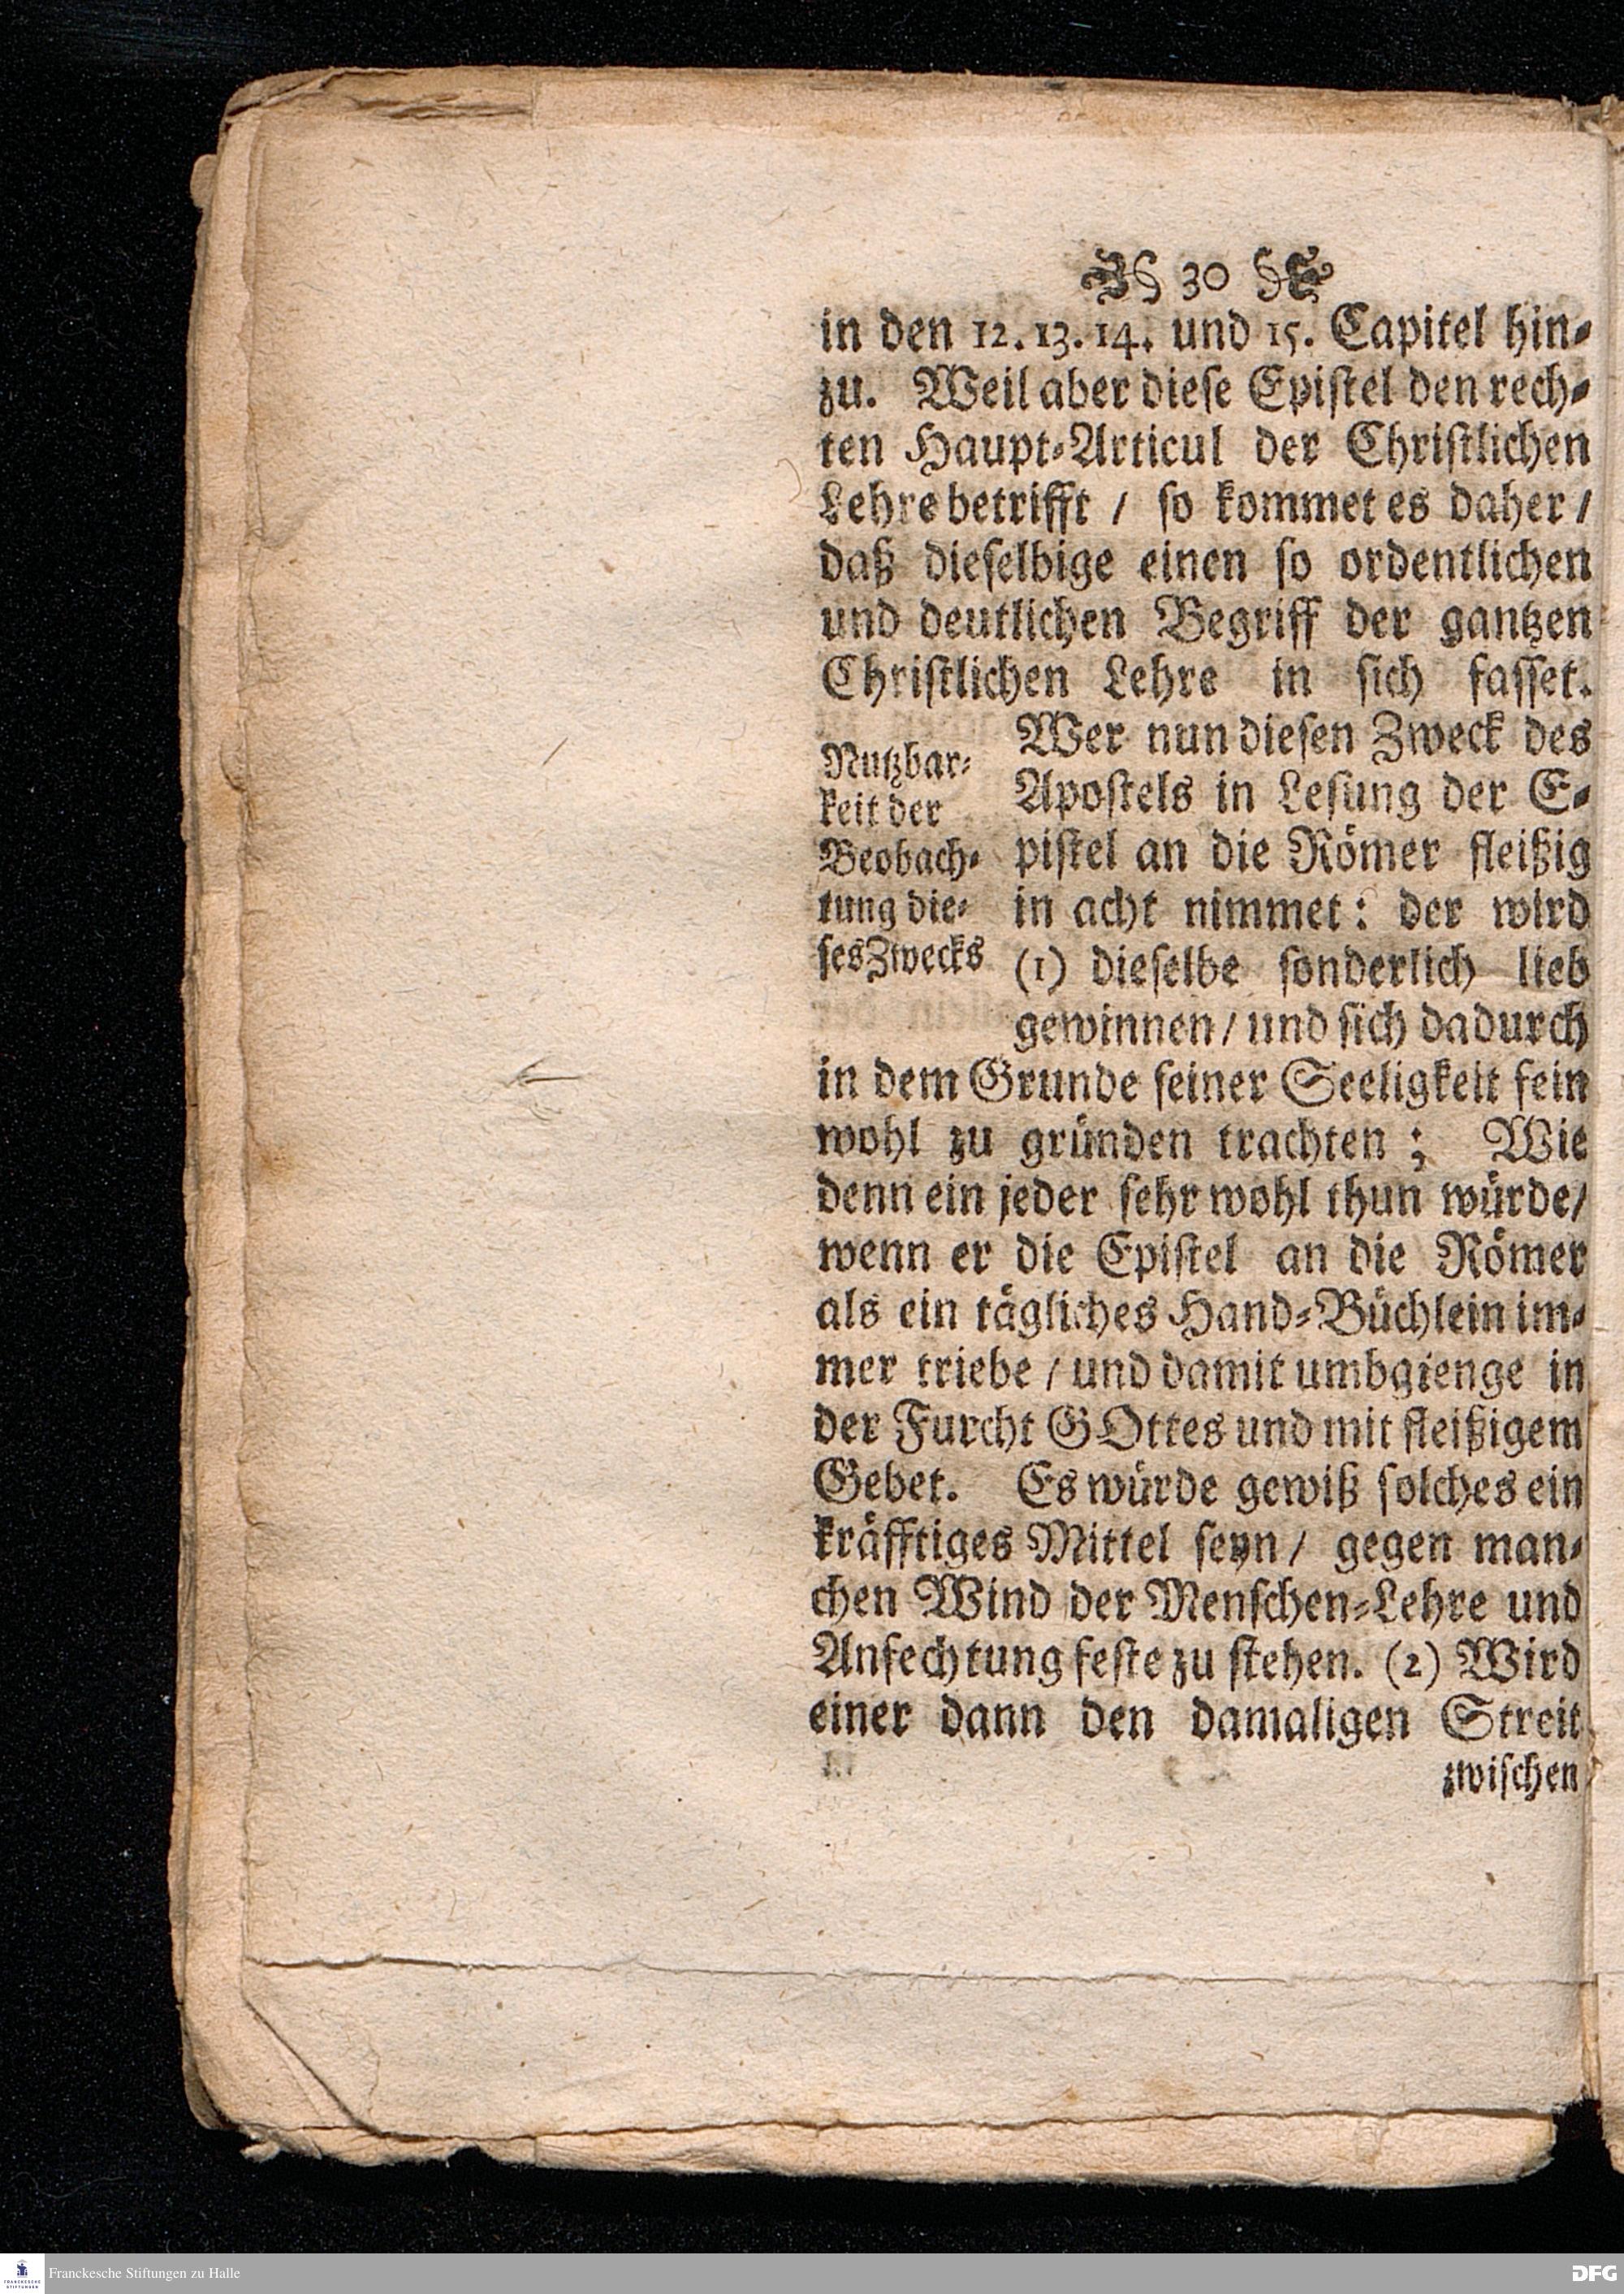 30
in den 12. 13. 14. und 15. Capitel hin⸗
zu. Weil aber dieſe Epiſtel den rech⸗
ten Haupt⸗Articul der Chriſtlichen
Lehre betrifft / ſo kommet es daher /
daß dieſelbige einen ſo ordentlichen
und deutlichen Begriff der gantzen
Chriſtlichen Lehre in ſich faſſet.
Nutzbar⸗
keit der
Beobach⸗
tung die⸗
ſes Zwecks
Wer nun dieſen Zweck des
Apoſtels in Leſung der E⸗
piſtel an die Römer fleißig
in acht nimmet: der wird
(1) dieſelbe ſonderlich lieb
gewinnen / und ſich dadurch
in dem Grunde ſeiner Seeligkeit fein
wohl zu gründen trachten; Wie
denn ein jeder ſehr wohl thun würde /
wenn er die Epiſtel an die Römer
als ein tägliches Hand⸗Büchlein im⸗
mer triebe / und damit umbgienge in
der Furcht GOttes und mit fleißigem
Gebet. Es würde gewiß ſolches ein
kräfftiges Mittel ſeyn / gegen man⸗
chen Wind der Menſchen⸗Lehre und
Anfechtung feſte zu ſtehen. (2) Wird
einer dann den damaligen Streit
zwiſchen
Franckesche Stiftungen zu Halle
DFG